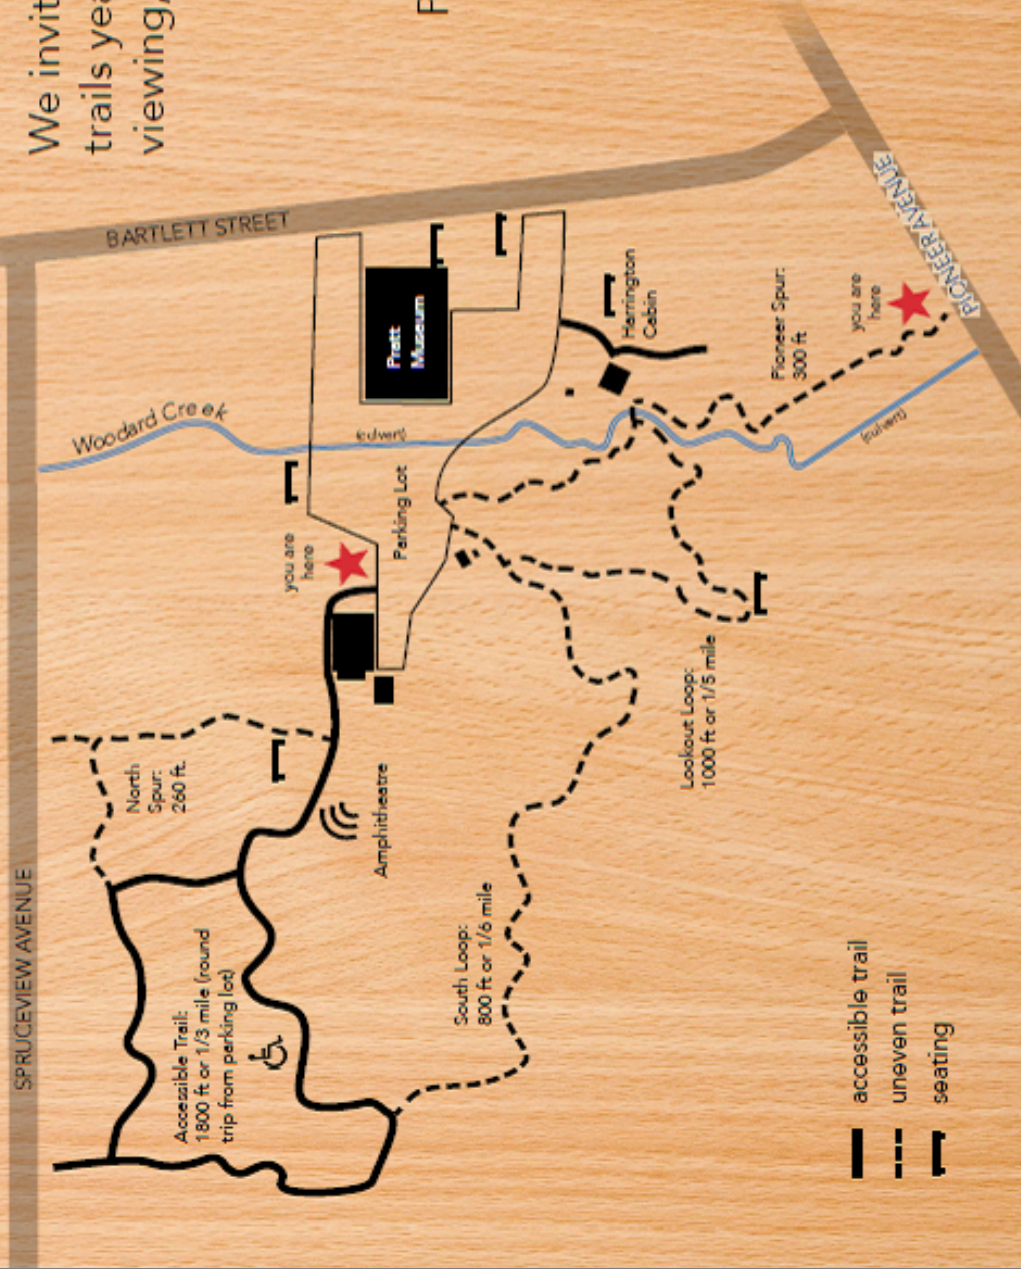 We invit
trails yea
viewing,
SPRUCEVIEW AVENUE
BARTLETT STREET
PIONEER AVENUE
Woodard Creek
(culvert)
Pratt
Museum
Harrington
Cabin
Pioneer Spur:
300 ft
you are
here
(culvert)
you are
here
Parking Lot
North
Spur:
260 ft.
Amphitheatre
Lookout Loop:
1000 ft or 1/5 mile
South Loop:
800 ft or 1/6 mile
Accessible Trail:
1800 ft or 1/3 mile (round
trip from parking lot)
accessible trail
uneven trail
seating